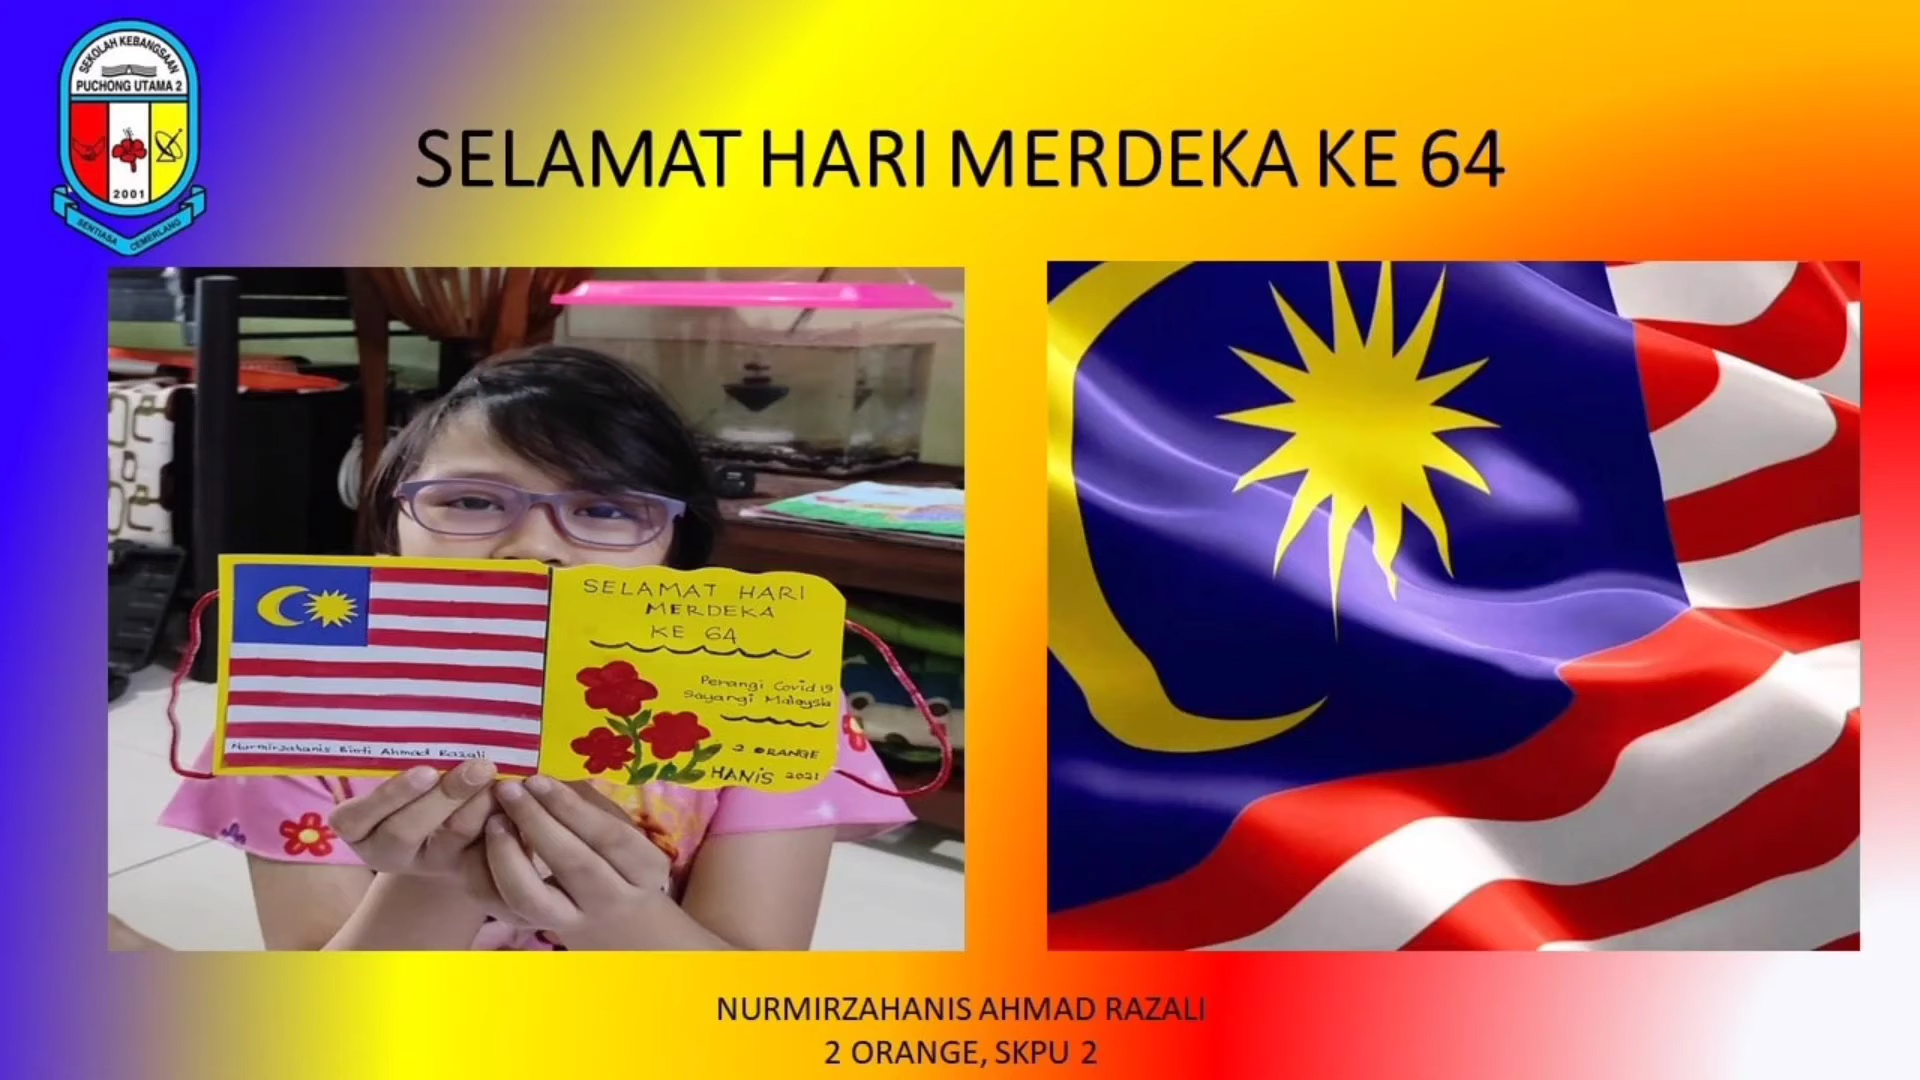 SEKOLAH KEBANGSAAN
PUCHONG UTAMA 2
2001
SENTIASA CEMERLANG
SELAMAT HARI MERDEKA KE 64
SELAMAT HARI
MERDEKA
KE 64
Perangi Covid 19
Sayangi Malaysia
2 ORANGE
HANIS 2021
Nurmirzahanis Binti Ahmad Razali
NURMIRZAHANIS AHMAD RAZALI
2 ORANGE, SKPU 2